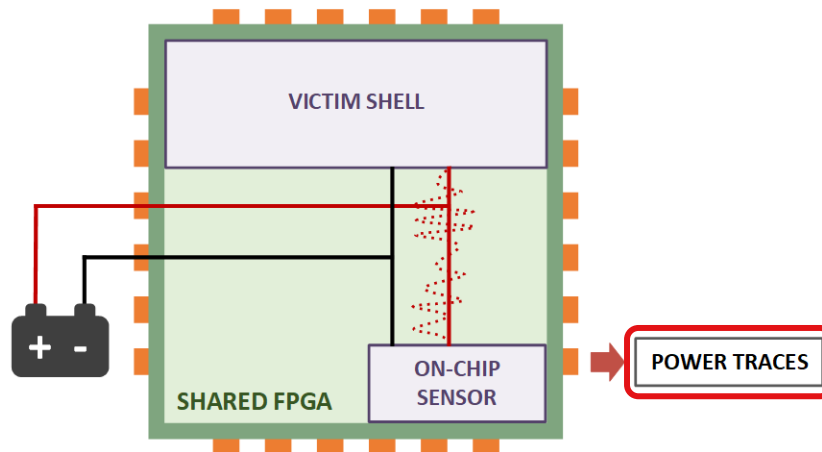 VICTIM SHELL
+ -
ON-CHIP
SENSOR
SHARED FPGA
POWER TRACES